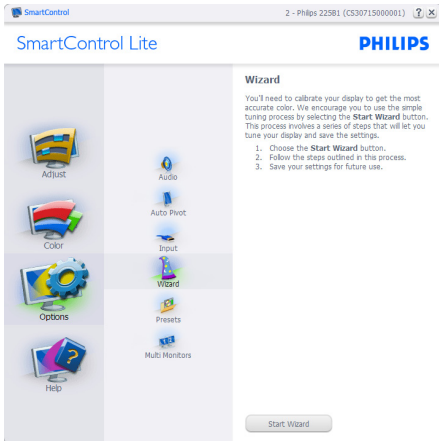 SmartControl
2 - Philips 225B1 (CS30715000001)
? X
SmartControl Lite
PHILIPS
Adjust
Color
Options
Help
Audio
Auto Pivot
Input
Wizard
Presets
1 2
Multi Monitors
Wizard
You'll need to calibrate your display to get the most
accurate color. We encourage you to use the simple
tuning process by selecting the Start Wizard button.
This process involves a series of steps that will let you
tune your display and save the settings.
1. Choose the Start Wizard button.
2. Follow the steps outlined in this process.
3. Save your settings for future use.
Start Wizard